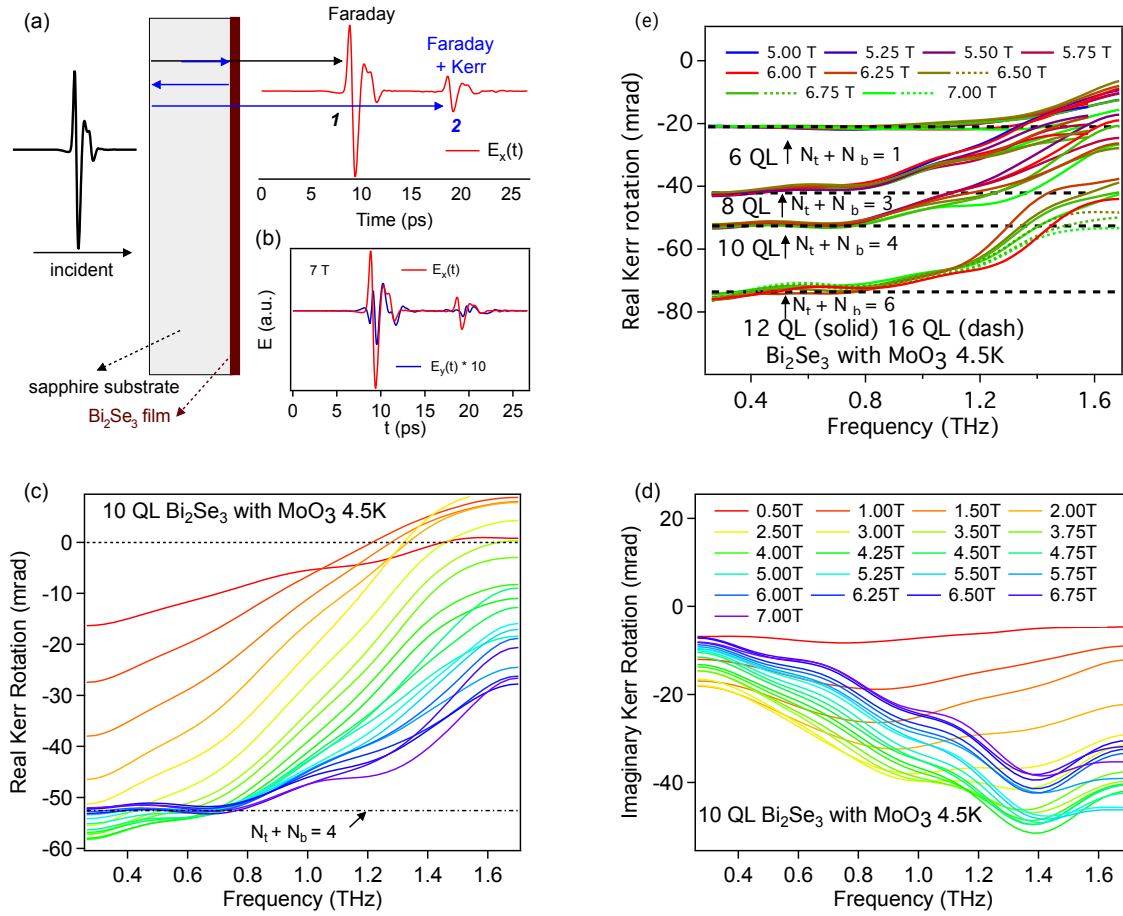 (a)
Faraday
Faraday
+ Kerr
1
2
E_x(t)
0 5 10 15 20 25
Time (ps)
incident
sapphire substrate
Bi₂Se₃ film
(b)
7 T
E_x(t)
E_y(t) * 10
E (a.u.)
0 5 10 15 20 25
t (ps)
(e)
5.00 T 5.25 T 5.50 T 5.75 T
6.00 T 6.25 T 6.50 T
6.75 T 7.00 T
0
-20
-40
-60
-80
Real Kerr rotation (mrad)
6 QL N_t + N_b = 1
8 QL N_t + N_b = 3
10 QL N_t + N_b = 4
N_t + N_b = 6
12 QL (solid) 16 QL (dash)
Bi₂Se₃ with MoO₃ 4.5K
0.4 0.8 1.2 1.6
Frequency (THz)
(c)
10 QL Bi₂Se₃ with MoO₃ 4.5K
0
-10
-20
-30
-40
-50
-60
Real Kerr Rotation (mrad)
N_t + N_b = 4
0.4 0.6 0.8 1.0 1.2 1.4 1.6
Frequency (THz)
(d)
0.50T 1.00T 1.50T 2.00T
2.50T 3.00T 3.50T 3.75T
4.00T 4.25T 4.50T 4.75T
5.00T 5.25T 5.50T 5.75T
6.00T 6.25T 6.50T 6.75T
7.00T
20
0
-20
-40
Imaginary Kerr Rotation (mrad)
10 QL Bi₂Se₃ with MoO₃ 4.5K
0.4 0.6 0.8 1.0 1.2 1.4 1.6
Frequency (THz)